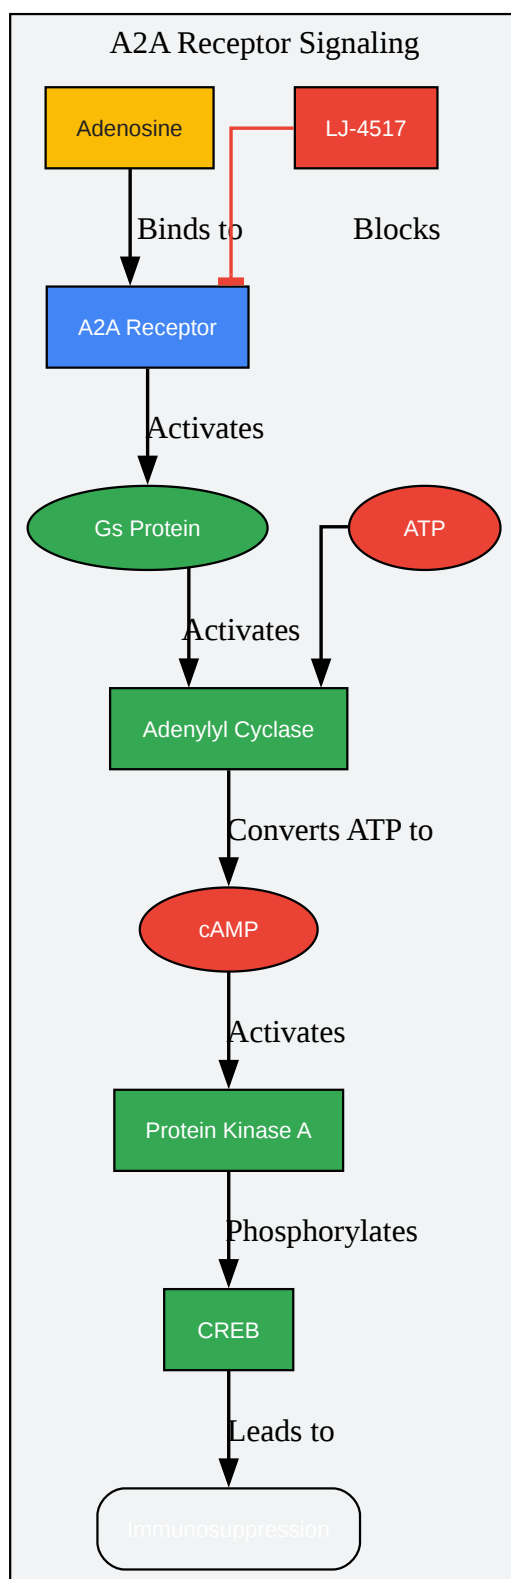 A2A Receptor Signaling
Adenosine
LJ-4517
Binds to
Blocks
A2A Receptor
Activates
Gs Protein
ATP
Activates
Adenylyl Cyclase
Converts ATP to
cAMP
Activates
Protein Kinase A
Phosphorylates
CREB
Leads to
Immunosuppression